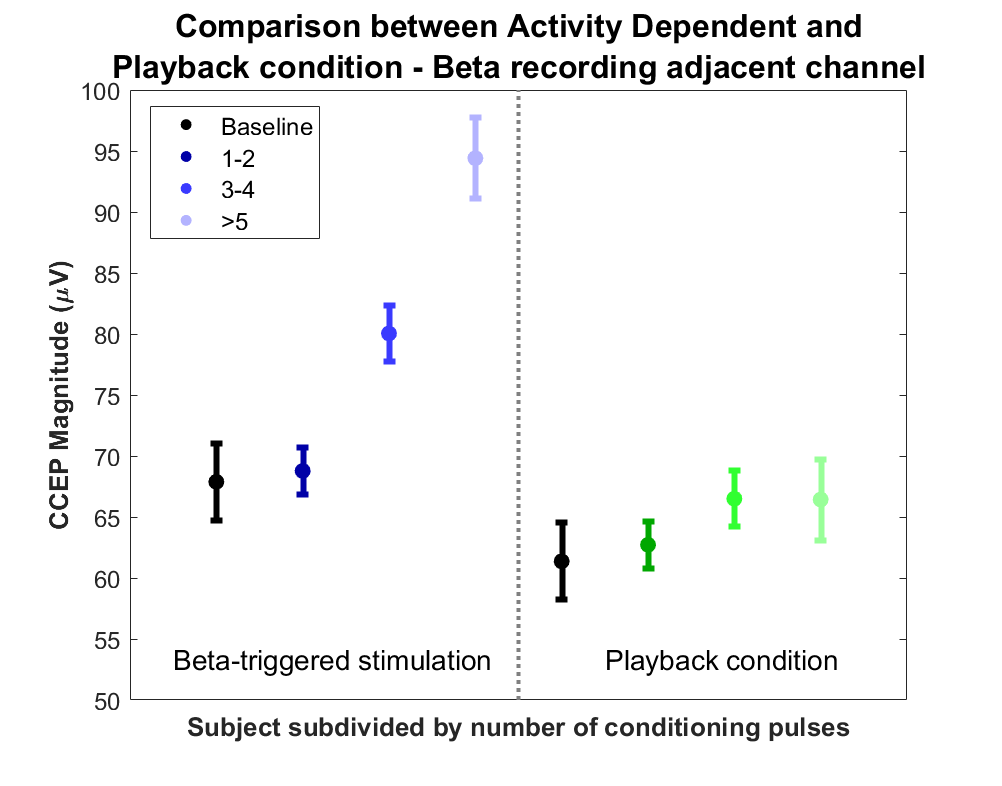 Comparison between Activity Dependent and
Playback condition - Beta recording adjacent channel
100
95
90
85
80
75
70
65
60
55
50
CCEP Magnitude (μV)
Baseline
1-2
3-4
>5
Beta-triggered stimulation
Playback condition
Subject subdivided by number of conditioning pulses